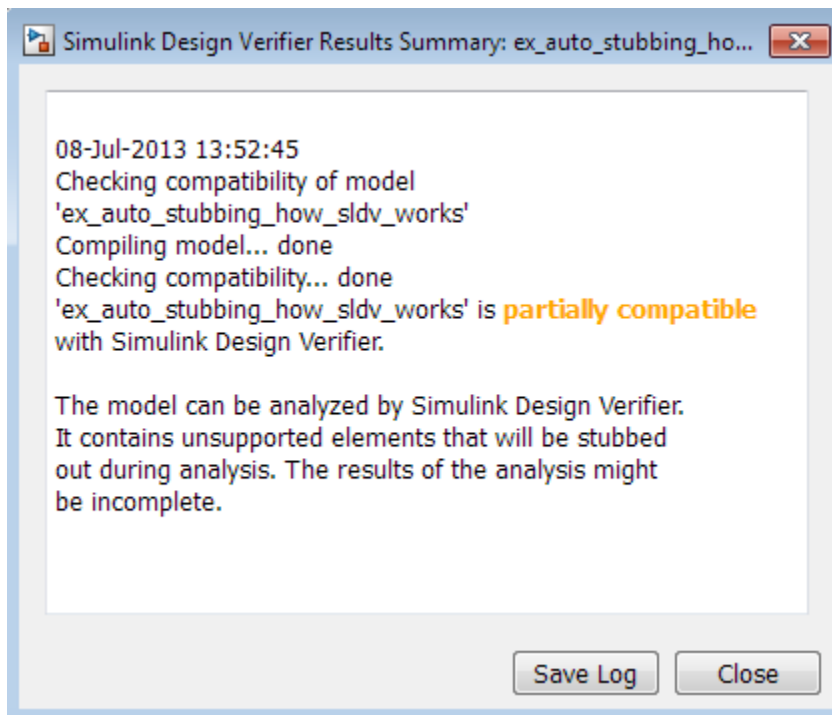 Simulink Design Verifier Results Summary: ex_auto_stubbing_ho...
08-Jul-2013 13:52:45
Checking compatibility of model
'ex_auto_stubbing_how_sldv_works'
Compiling model... done
Checking compatibility... done
'ex_auto_stubbing_how_sldv_works' is partially compatible
with Simulink Design Verifier.
The model can be analyzed by Simulink Design Verifier.
It contains unsupported elements that will be stubbed
out during analysis. The results of the analysis might
be incomplete.
Save Log Close